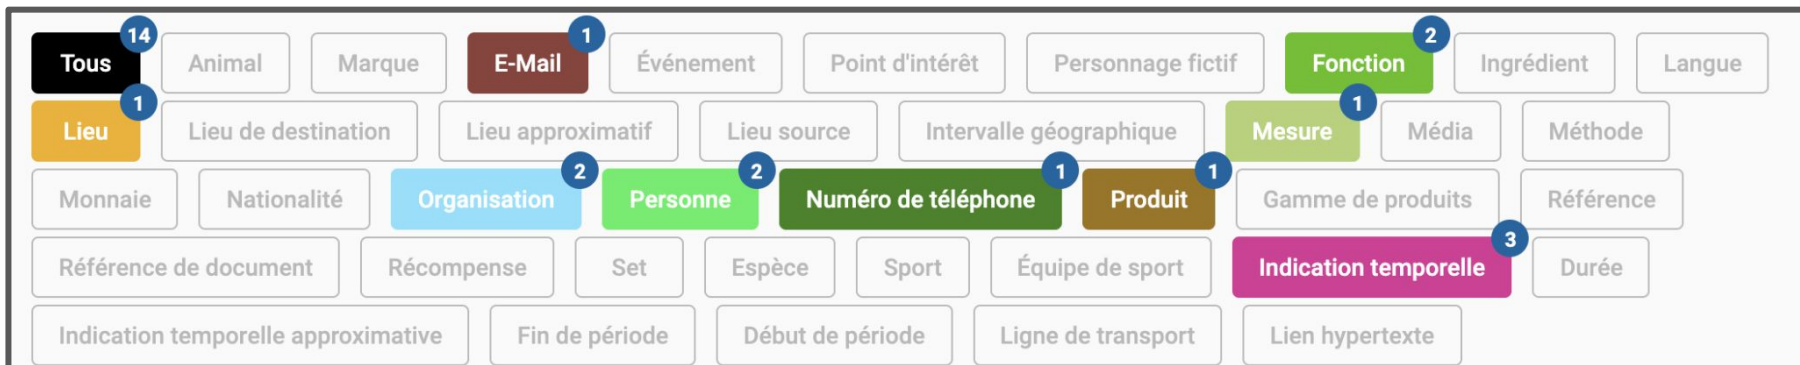 Tous 14 Animal Marque E-Mail 1 Événement Point d'intérêt Personnage fictif Fonction 2 Ingrédient Langue
Lieu 1 Lieu de destination Lieu approximatif Lieu source Intervalle géographique Mesure 1 Média Méthode
Monnaie Nationalité Organisation 2 Personne 2 Numéro de téléphone 1 Produit 1 Gamme de produits Référence
Référence de document Récompense Set Espèce Sport Équipe de sport Indication temporelle 3 Durée
Indication temporelle approximative Fin de période Début de période Ligne de transport Lien hypertexte